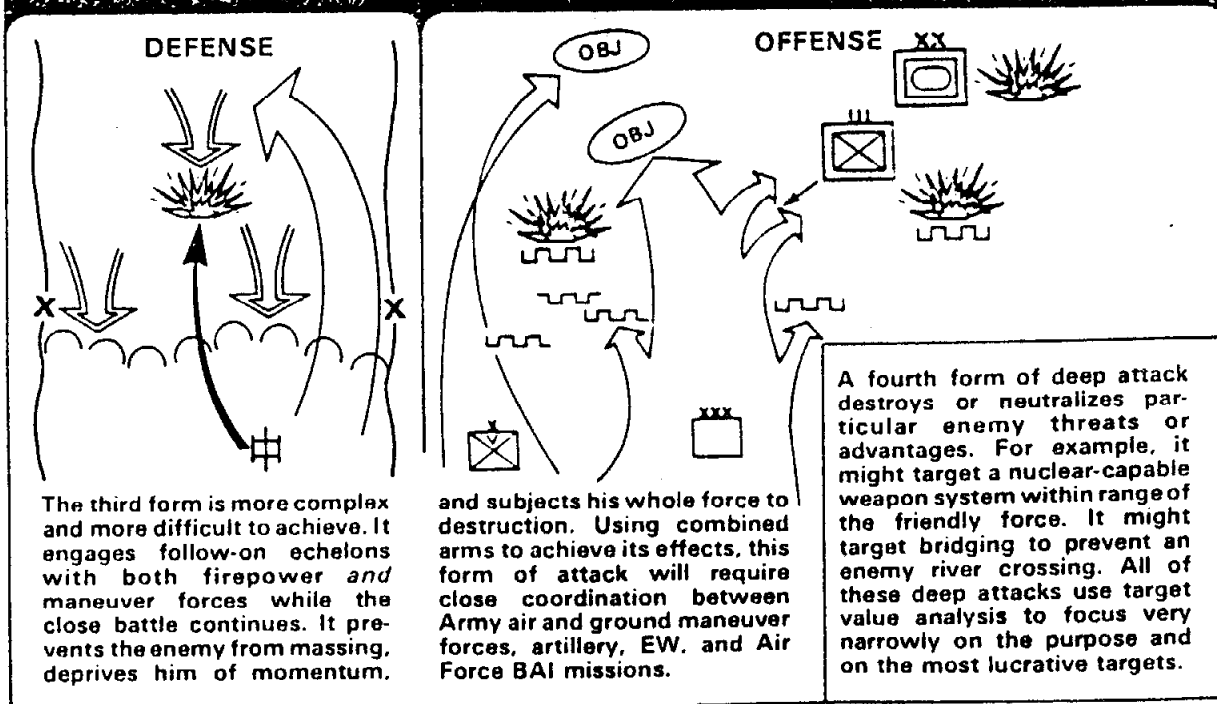 DEFENSE
X
X
The third form is more complex
and more difficult to achieve. It
engages follow-on echelons
with both firepower and
maneuver forces while the
close battle continues. It pre-
vents the enemy from massing,
deprives him of momentum,
OFFENSE
OBJ
OBJ
XX
III
X
XXX
and subjects his whole force to
destruction. Using combined
arms to achieve its effects, this
form of attack will require
close coordination between
Army air and ground maneuver
forces, artillery, EW, and Air
Force BAI missions.
A fourth form of deep attack
destroys or neutralizes par-
ticular enemy threats or
advantages. For example, it
might target a nuclear-capable
weapon system within range of
the friendly force. It might
target bridging to prevent an
enemy river crossing. All of
these deep attacks use target
value analysis to focus very
narrowly on the purpose and
on the most lucrative targets.